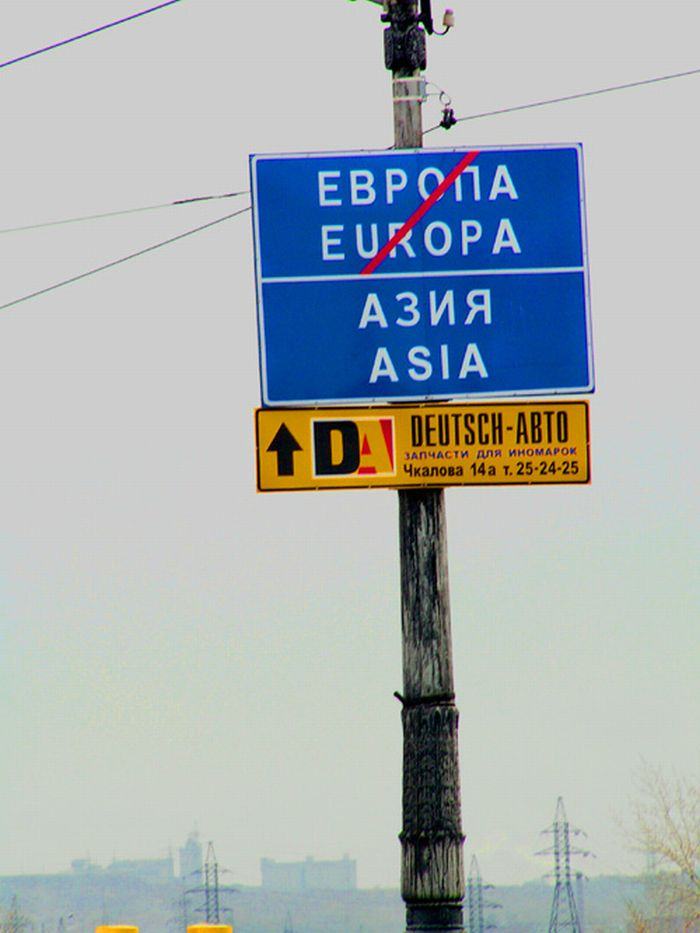 ЕВРОПА
EUROPA
АЗИЯ
ASIA
DA
DEUTSCH-АВТО
ЗАПЧАСТИ ДЛЯ ИНОМАРОК
Чкалова 14а т. 25-24-25